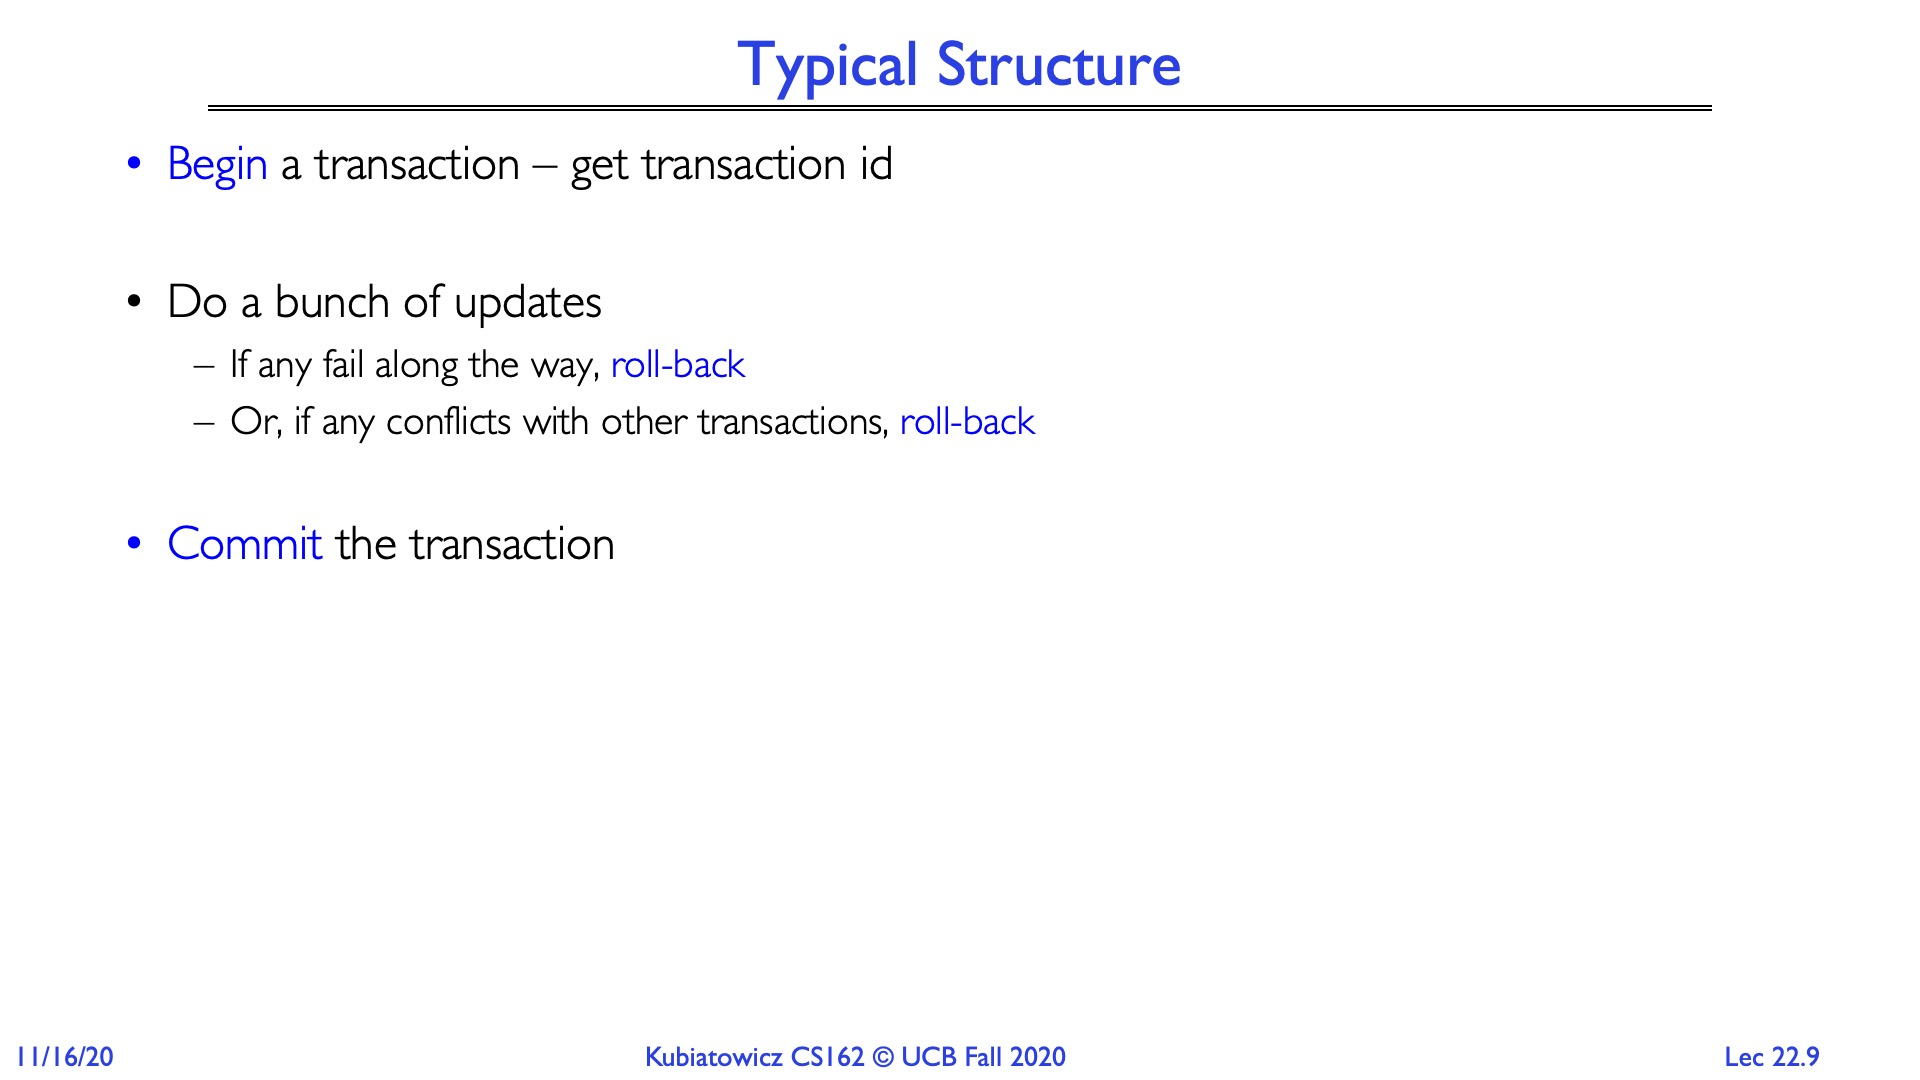 Typical Structure
• Begin a transaction – get transaction id
• Do a bunch of updates
– If any fail along the way, roll-back
– Or, if any conflicts with other transactions, roll-back
• Commit the transaction
11/16/20 Kubiatowicz CS162 © UCB Fall 2020 Lec 22.9